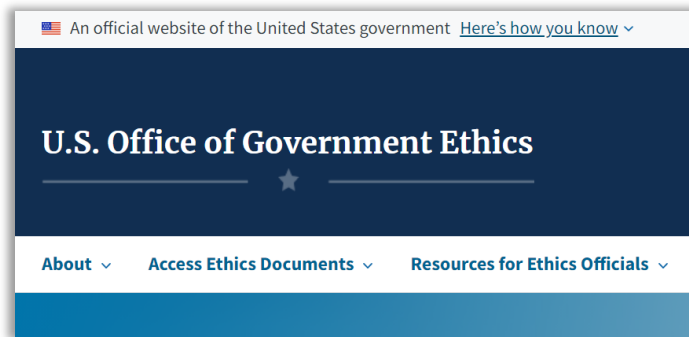 An official website of the United States government Here's how you know
U.S. Office of Government Ethics
About Access Ethics Documents Resources for Ethics Officials